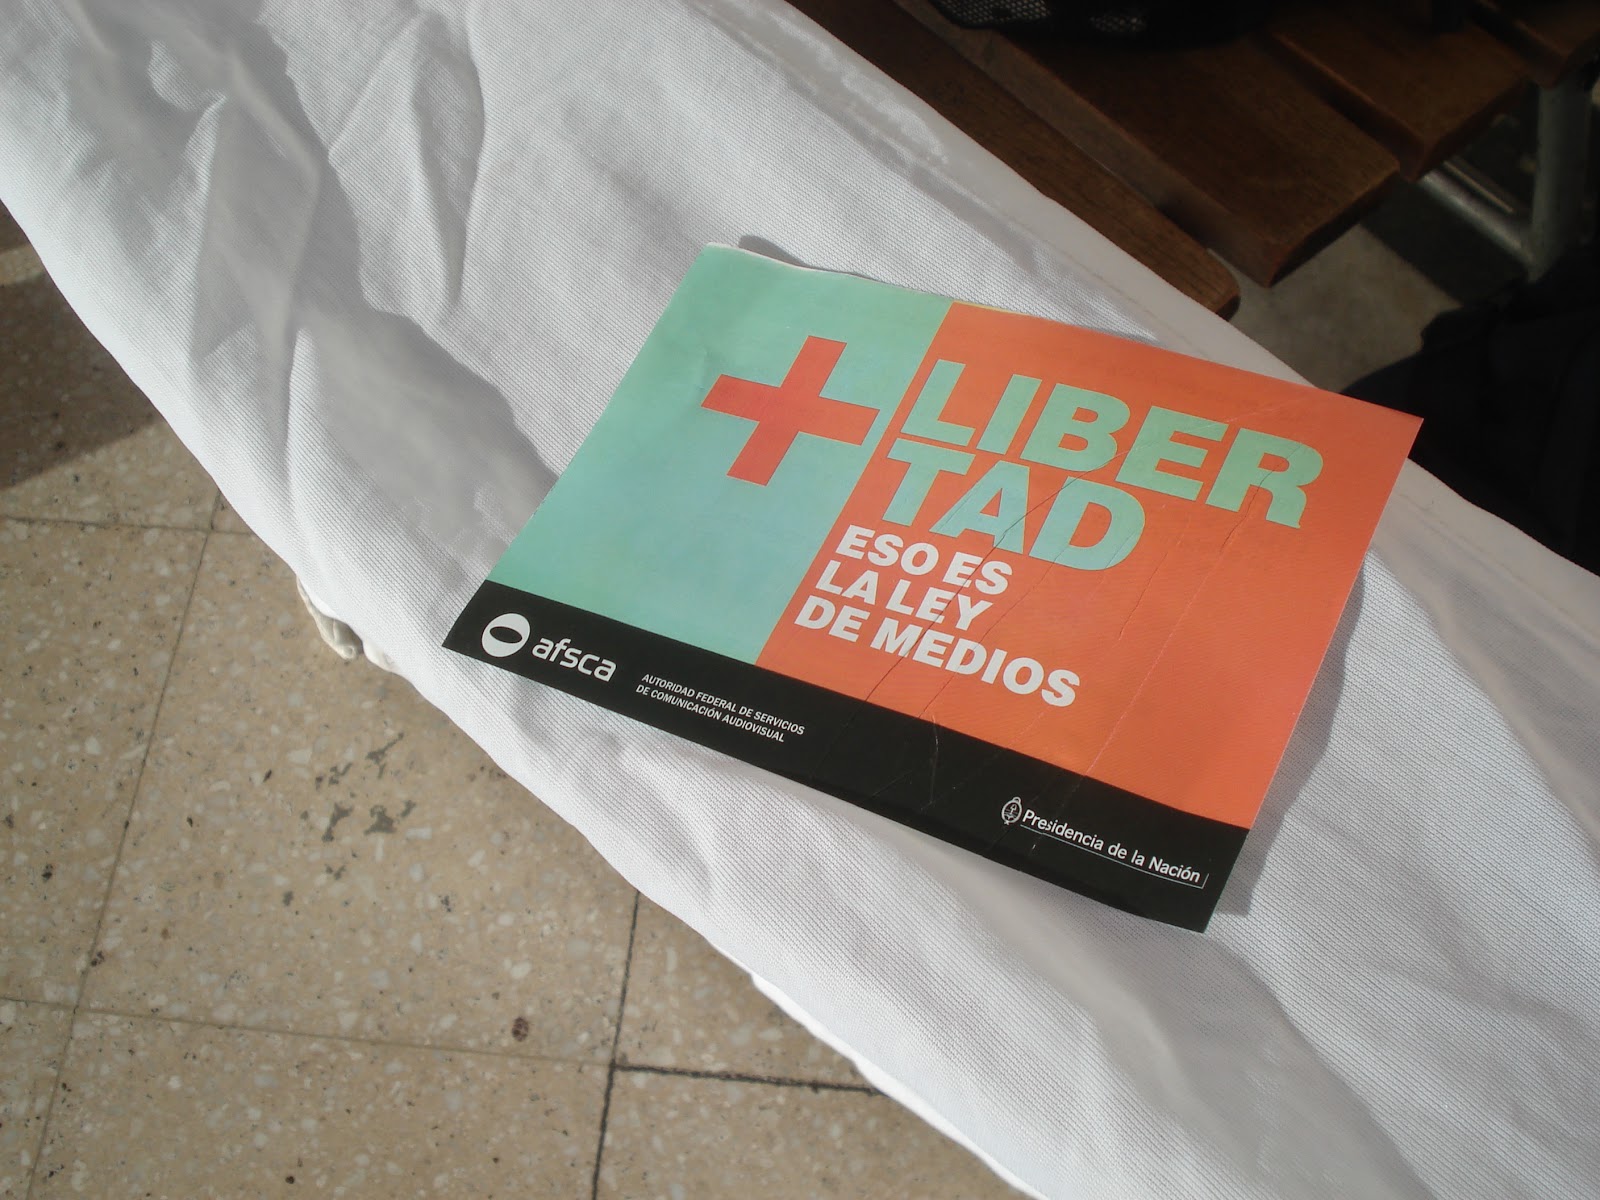 + LIBER
TAD
ESO ES
LA LEY
DE MEDIOS
afsca
AUTORIDAD FEDERAL DE SERVICIOS
DE COMUNICACIÓN AUDIOVISUAL
Presidencia de la Nación